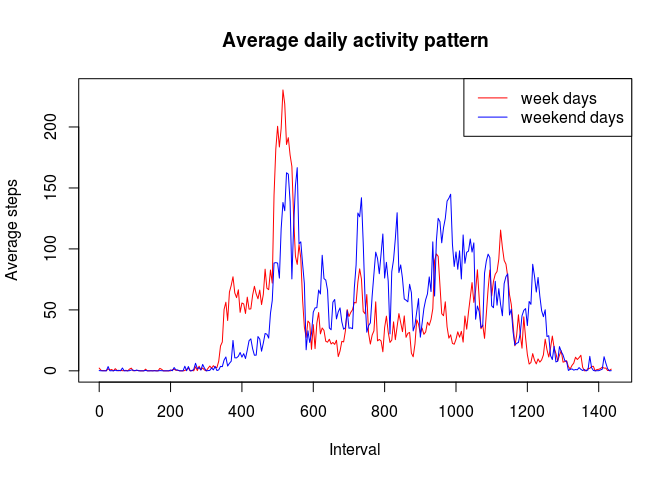 Average daily activity pattern
week days
weekend days
Average steps
0
50
100
150
200
0
200
400
600
800
1000
1200
1400
Interval